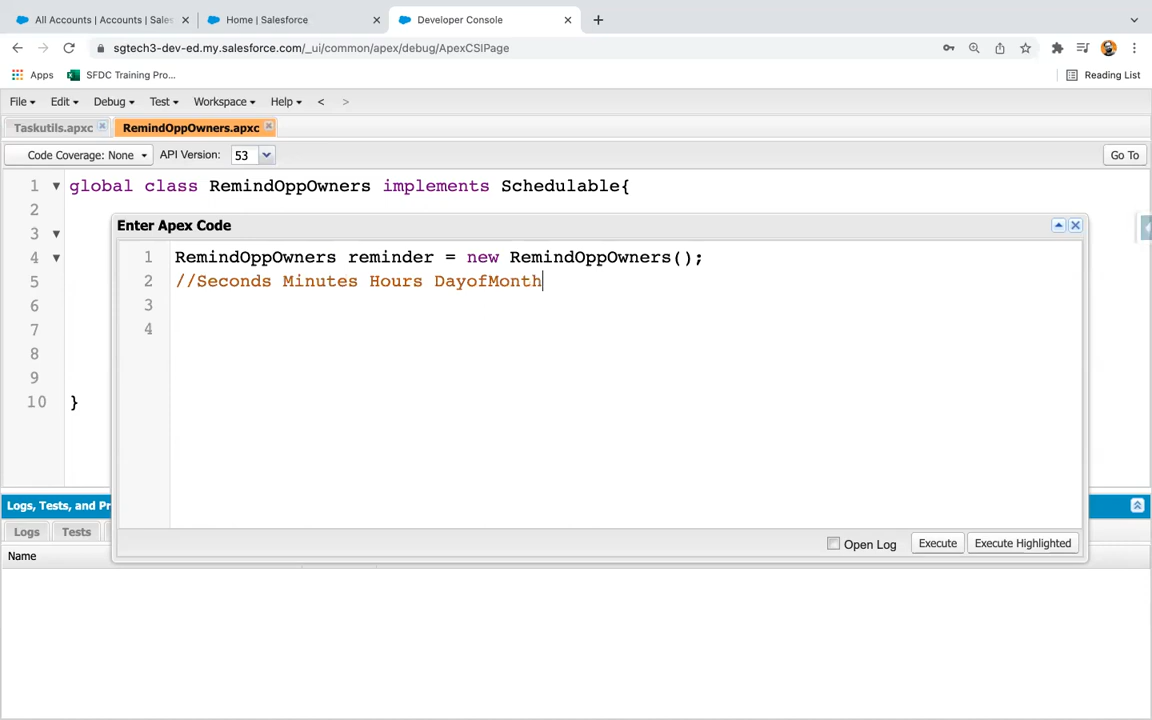 All Accounts | Accounts | Sales
Home | Salesforce
Developer Console
sgtech3-dev-ed.my.salesforce.com/_ui/common/apex/debug/ApexCSIPage
Apps
SFDC Training Pro...
Reading List
File Edit Debug Test Workspace Help < >
Taskutils.apxc
RemindOppOwners.apxc
Code Coverage: None API Version: 53 Go To
1 global class RemindOppOwners implements Schedulable{
2
3
4
5
6
7
8
9
10 }
Enter Apex Code
1 RemindOppOwners reminder = new RemindOppOwners();
2 //Seconds Minutes Hours DayofMonth
3
4
Open Log Execute Execute Highlighted
Logs, Tests, and Pr
Logs Tests
Name